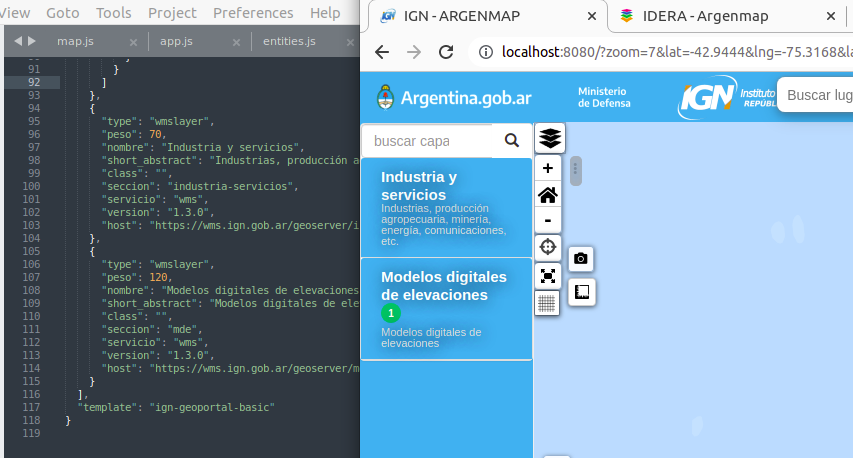 View Goto Tools Project Preferences Help
map.js × app.js × entities.js ×
91 }
92 ]
93 },
94 {
95 "type": "wmslayer",
96 "peso": 70,
97 "nombre": "Industria y servicios",
98 "short_abstract": "Industrias, producción a
99 "class": "",
100 "seccion": "industria-servicios",
101 "servicio": "wms",
102 "version": "1.3.0",
103 "host": "https://wms.ign.gob.ar/geoserver/i
104 },
105 {
106 "type": "wmslayer",
107 "peso": 120,
108 "nombre": "Modelos digitales de elevaciones
109 "short_abstract": "Modelos digitales de ele
110 "class": "",
111 "seccion": "mde",
112 "servicio": "wms",
113 "version": "1.3.0",
114 "host": "https://wms.ign.gob.ar/geoserver/m
115 }
116 ],
117 "template": "ign-geoportal-basic"
118 }
119
IGN IGN - ARGENMAP × IDERA - Argenmap ×
localhost:8080/?zoom=7&lat=-42.9444&lng=-75.3168&la
Argentina.gob.ar
Ministerio
de Defensa
IGN
Instituto
REPÚBL
Buscar lug
buscar capa
Industria y
servicios
Industrias, producción
agropecuaria, minería,
energía, comunicaciones,
etc.
Modelos digitales
de elevaciones
1
Modelos digitales de
elevaciones
+
-